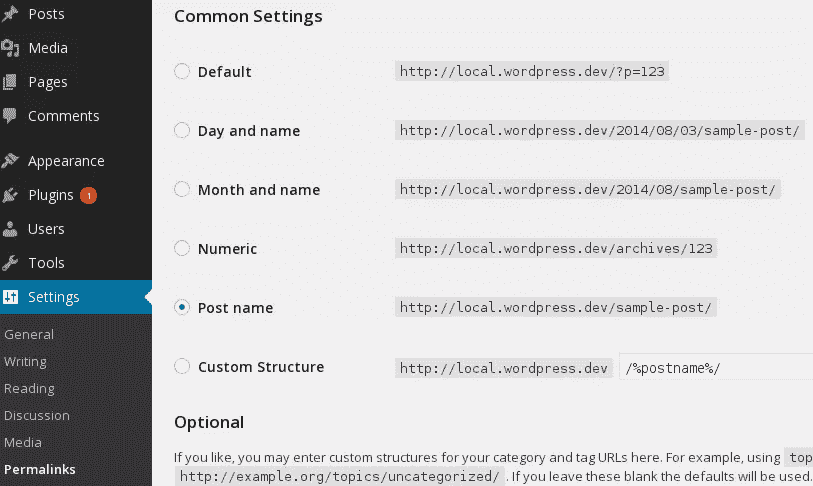 Posts
Media
Pages
Comments
Appearance
Plugins 1
Users
Tools
Settings
General
Writing
Reading
Discussion
Media
Permalinks
Common Settings
Default http://local.wordpress.dev/?p=123
Day and name http://local.wordpress.dev/2014/08/03/sample-post/
Month and name http://local.wordpress.dev/2014/08/sample-post/
Numeric http://local.wordpress.dev/archives/123
Post name http://local.wordpress.dev/sample-post/
Custom Structure http://local.wordpress.dev /%postname%/
Optional
If you like, you may enter custom structures for your category and tag URLs here. For example, using top
http://example.org/topics/uncategorized/ . If you leave these blank the defaults will be used.